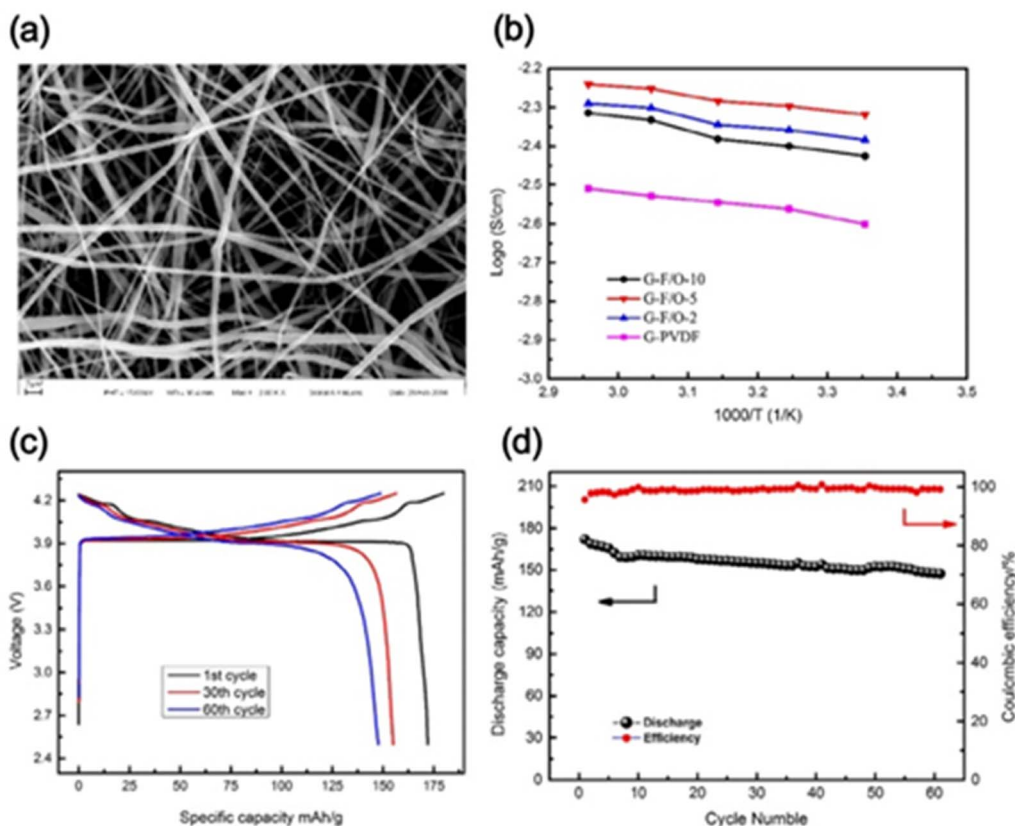 (a)
(b)
-2.2
-2.3
-2.4
-2.5
-2.6
-2.7
-2.8
-2.9
-3.0
Logσ (S/cm)
G-F/O-10
G-F/O-5
G-F/O-2
G-PVDF
2.9 3.0 3.1 3.2 3.3 3.4 3.5
1000/T (1/K)
(c)
4.2
3.9
3.6
3.3
3.0
2.7
2.4
Voltage (V)
1st cycle
30th cycle
60th cycle
0 25 50 75 100 125 150 175
Specific capacity mAh/g
(d)
210
180
150
120
90
60
30
0
Discharge capacity (mAh/g)
Discharge
Efficiency
100
80
60
40
20
0
Coulombic efficiency/%
0 10 20 30 40 50 60
Cycle Numble